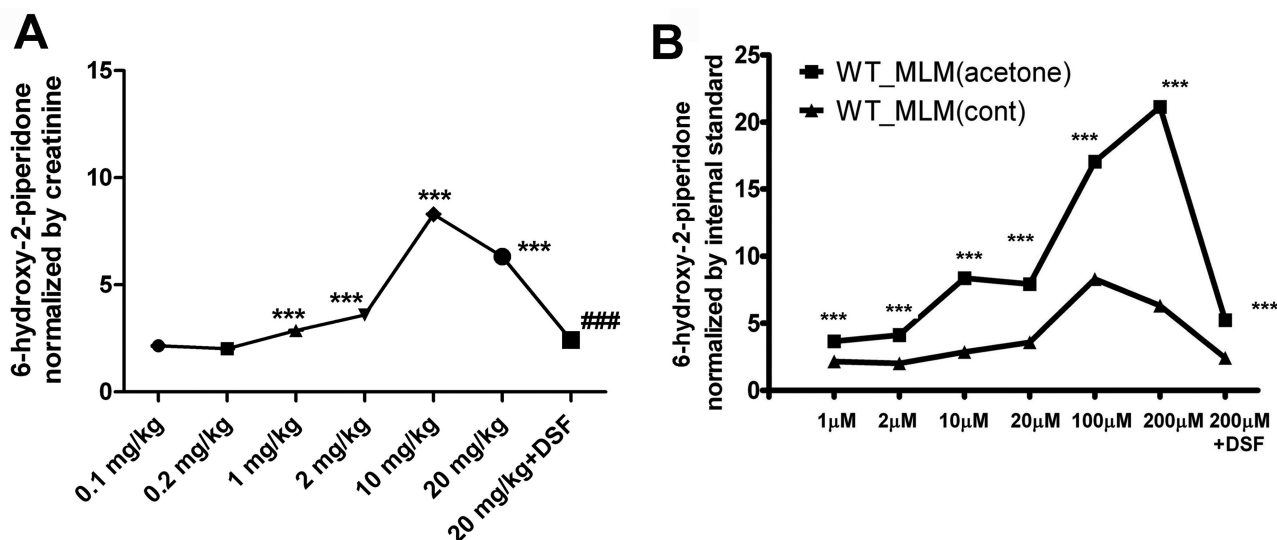 A
6-hydroxy-2-piperidone
normalized by creatinine
15
10
5
0
***
***
***
***
###
0.1 mg/kg
0.2 mg/kg
1 mg/kg
2 mg/kg
10 mg/kg
20 mg/kg
20 mg/kg+DSF
B
6-hydroxy-2-piperidone
normalized by internal standard
25
20
15
10
5
0
WT_MLM(acetone)
WT_MLM(cont)
***
***
***
***
***
***
***
1μM
2μM
10μM
20μM
100μM
200μM
200μM
+DSF